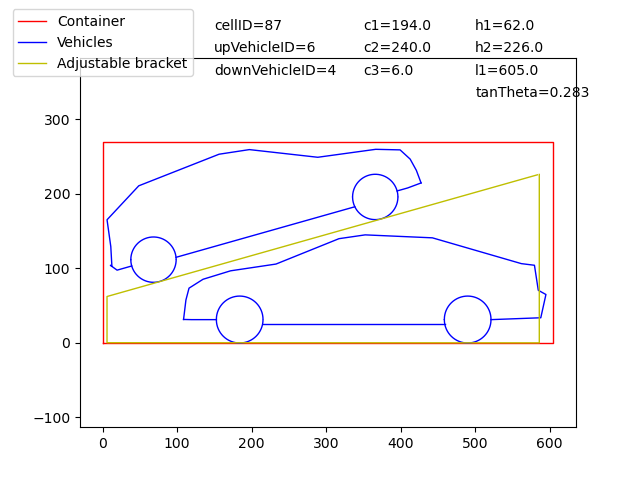 Container
Vehicles
Adjustable bracket
cellID=87 c1=194.0 h1=62.0
upVehicleID=6 c2=240.0 h2=226.0
downVehicleID=4 c3=6.0 l1=605.0
tanTheta=0.283
300
200
100
0
−100
0 100 200 300 400 500 600